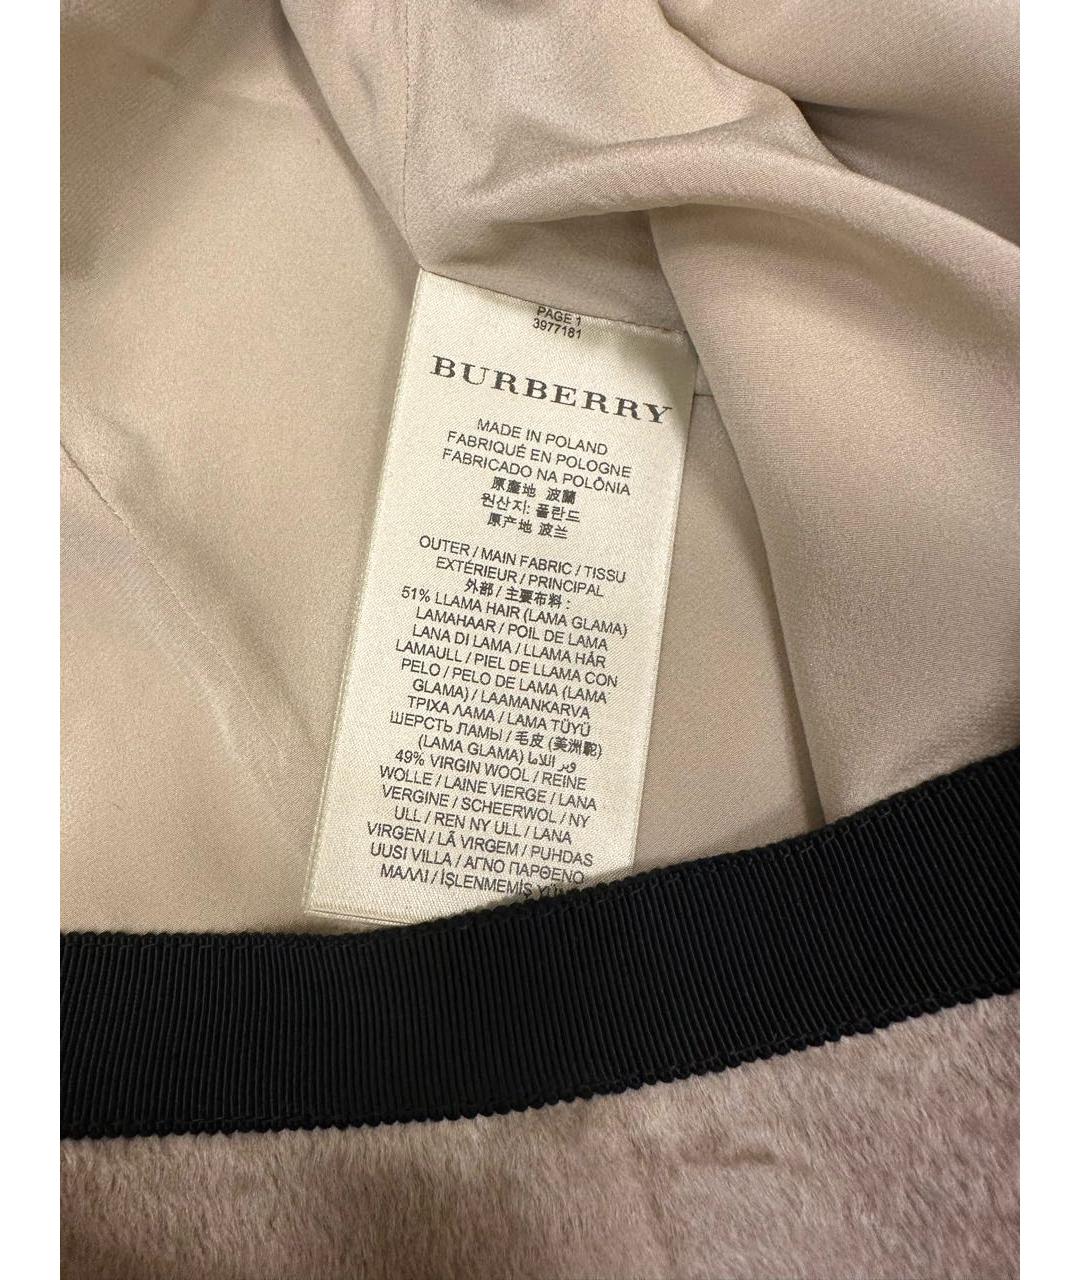 PAGE 1
3977181
BURBERRY
MADE IN POLAND
FABRIQUÉ EN POLOGNE
FABRICADO NA POLÔNIA
原產地 波蘭
원산지: 폴란드
原产地 波兰
OUTER / MAIN FABRIC / TISSU
EXTÉRIEUR / PRINCIPAL
外部 / 主要布料 :
51% LLAMA HAIR (LAMA GLAMA)
LAMAHAAR / POIL DE LAMA
LANA DI LAMA / LLAMA HÅR
LAMAULL / PIEL DE LLAMA CON
PELO / PELO DE LAMA (LAMA
GLAMA) / LAAMANKARVA
ΤΡΙΧΑ ΛΑΜΑ / LAMA TÜYÜ
ШЕРСТЬ ЛАМЫ / 毛皮 (美洲駝)
(LAMA GLAMA) وبر اللاما
49% VIRGIN WOOL / REINE
WOLLE / LAINE VIERGE / LANA
VERGINE / SCHEERWOL / NY
ULL / REN NY ULL / LANA
VIRGEN / LÃ VIRGEM / PUHDAS
UUSI VILLA / ΑΓΝΟ ΠΑΡΘΕΝΟ
ΜΑΛΛΙ / İŞLENMEMİŞ